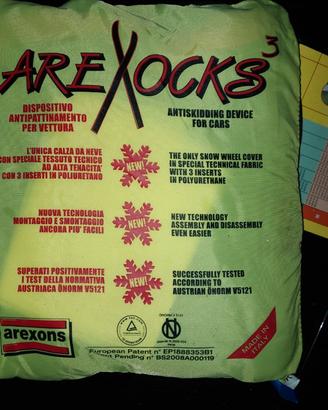 AREXOCKS 3
DISPOSITIVO
ANTIPATTINAMENTO
PER VETTURA
ANTISKIDDING DEVICE
FOR CARS
L'UNICA CALZA DA NEVE
CON SPECIALE TESSUTO TECNICO
AD ALTA TENACITA'
CON 3 INSERTI IN POLIURETANO
NEW!
THE ONLY SNOW WHEEL COVER
IN SPECIAL TECHNICAL FABRIC
WITH 3 INSERTS
IN POLYURETHANE
NUOVA TECNOLOGIA
MONTAGGIO E SMONTAGGIO
ANCORA PIU' FACILI
NEW!
NEW TECHNOLOGY
ASSEMBLY AND DISASSEMBLY
EVEN EASIER
SUPERATI POSITIVAMENTE
I TEST DELLA NORMATIVA
AUSTRIACA ÖNORM V5121
NEW!
SUCCESSFULLY TESTED
ACCORDING TO
AUSTRIAN ÖNORM V5121
arexons
European Patent n° EP1888353B1
Pending n° BS2008A000119
MADE IN
ITALY